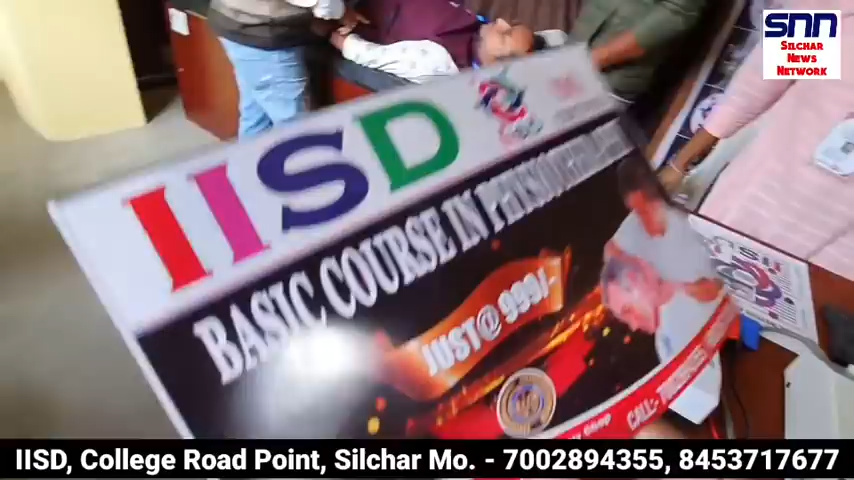 SNN
SILCHAR
NEWS
NETWORK
IISD
BASIC COURSE IN PHYSIOTHERAPY
JUST@ 999/-
CALL:-
IISD, College Road Point, Silchar Mo. - 7002894355, 8453717677